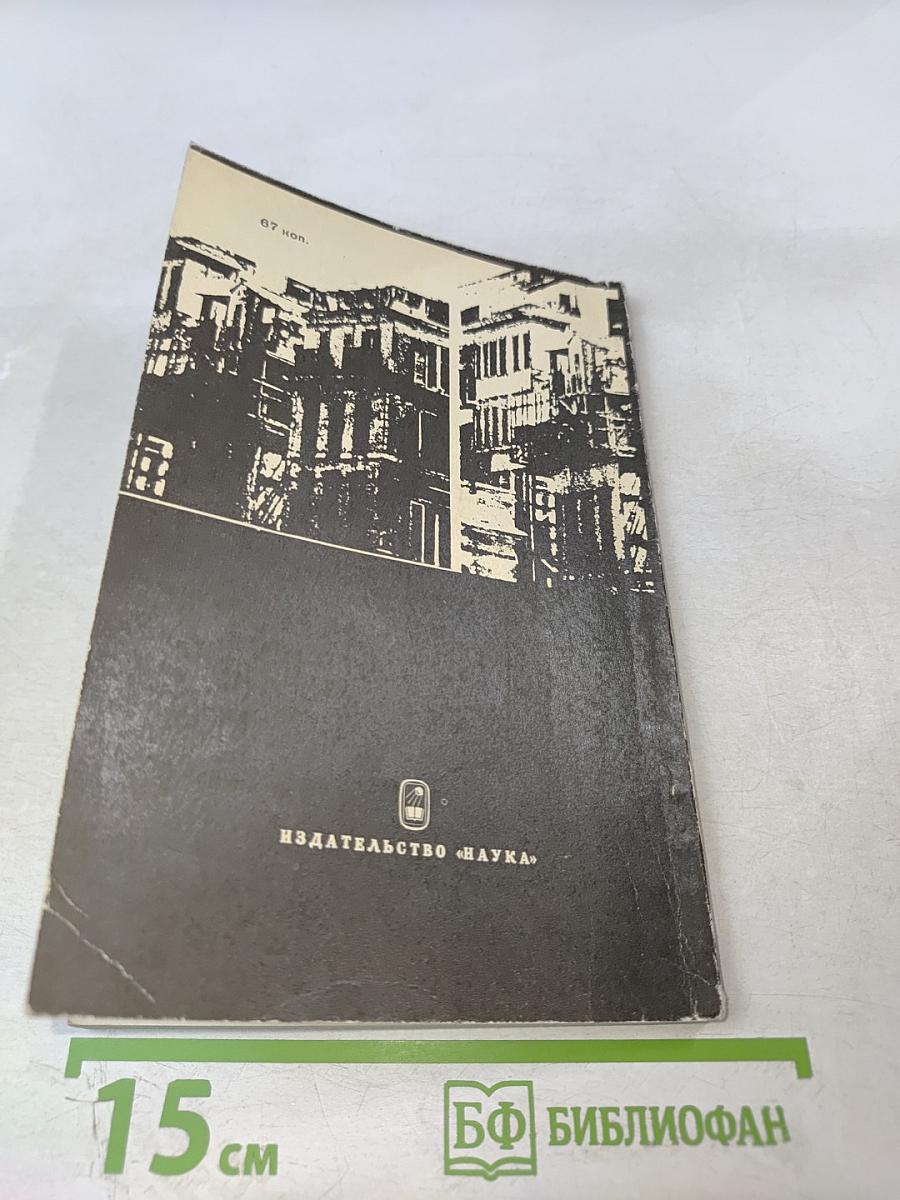 67 коп.
ИЗДАТЕЛЬСТВО «НАУКА»
15 см
БФ БИБЛИОФАН